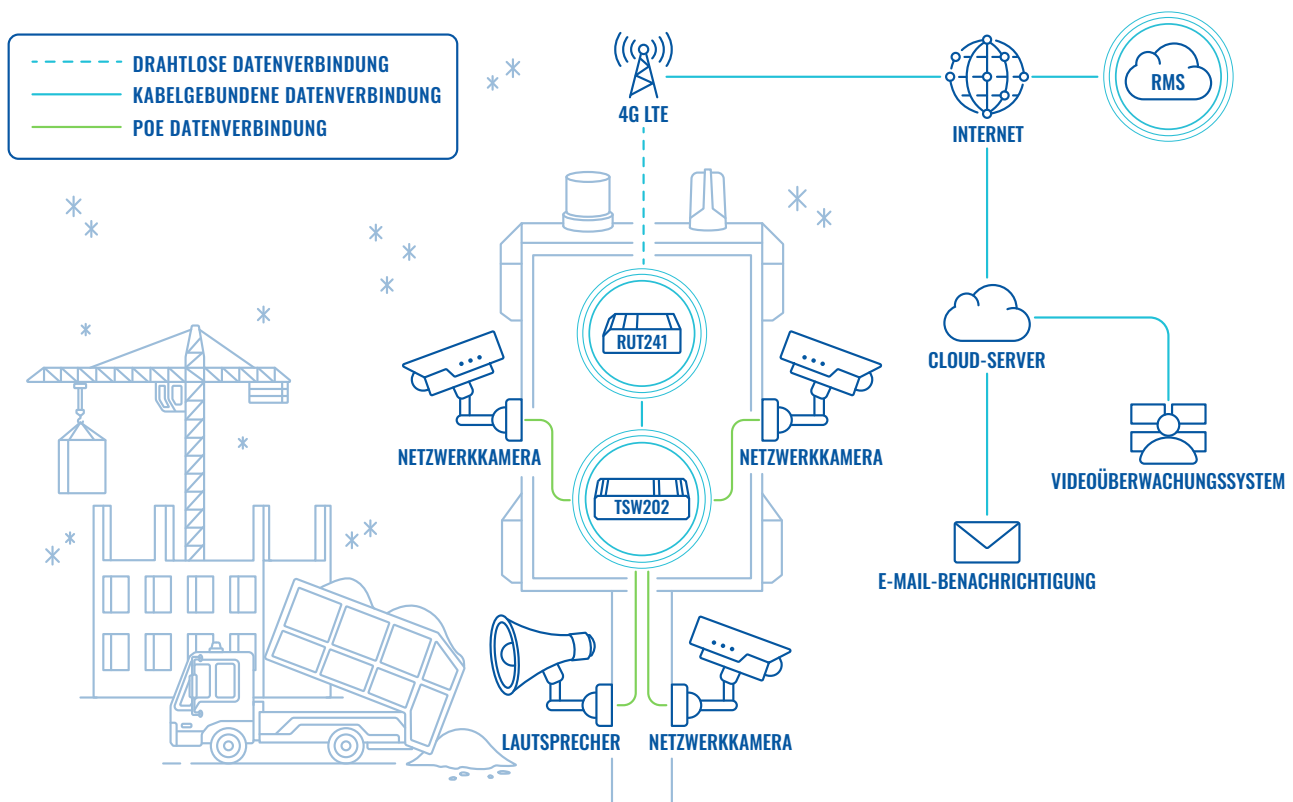 DRAHTLOSE DATENVERBINDUNG
KABELGEBUNDENE DATENVERBINDUNG
POE DATENVERBINDUNG
4G LTE
INTERNET
RMS
RUT241
CLOUD-SERVER
NETZWERKKAMERA
NETZWERKKAMERA
TSW202
VIDEOÜBERWACHUNGSSYSTEM
E-MAIL-BENACHRICHTIGUNG
LAUTSPRECHER
NETZWERKKAMERA